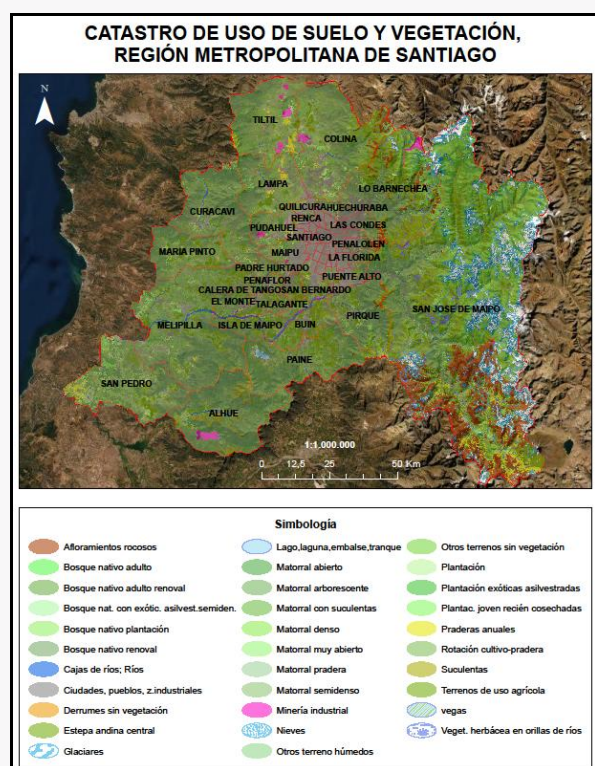 CATASTRO DE USO DE SUELO Y VEGETACIÓN,
REGIÓN METROPOLITANA DE SANTIAGO
N
TILTIL
COLINA
LAMPA
LO BARNECHEA
QUILICURA
HUECHURABA
CURACAVI
RENCA
LAS CONDES
PUDAHUEL
SANTIAGO
PEÑALOLEN
MARIA PINTO
MAIPU
LA FLORIDA
PADRE HURTADO
PUENTE ALTO
PEÑAFLOR
CALERA DE TANGO
SAN BERNARDO
EL MONTE
TALAGANTE
SAN JOSE DE MAIPO
PIRQUE
MELIPILLA
ISLA DE MAIPO
BUIN
PAINE
SAN PEDRO
ALHUE
1:1.000.000
0 12,5 25 50 Km
Simbología
Afloramientos rocosos
Bosque nativo adulto
Bosque nativo adulto renoval
Bosque nat. con exótic. asilvest.semiden.
Bosque nativo plantación
Bosque nativo renoval
Cajas de ríos; Ríos
Ciudades, pueblos, z.industriales
Derrumes sin vegetación
Estepa andina central
Glaciares
Lago,laguna,embalse,tranque
Matorral abierto
Matorral arborescente
Matorral con suculentas
Matorral denso
Matorral muy abierto
Matorral pradera
Matorral semidenso
Minería industrial
Nieves
Otros terreno húmedos
Otros terrenos sin vegetación
Plantación
Plantación exóticas asilvestradas
Plantac. joven recién cosechadas
Praderas anuales
Rotación cultivo-pradera
Suculentas
Terrenos de uso agrícola
vegas
Veget. herbácea en orillas de ríos